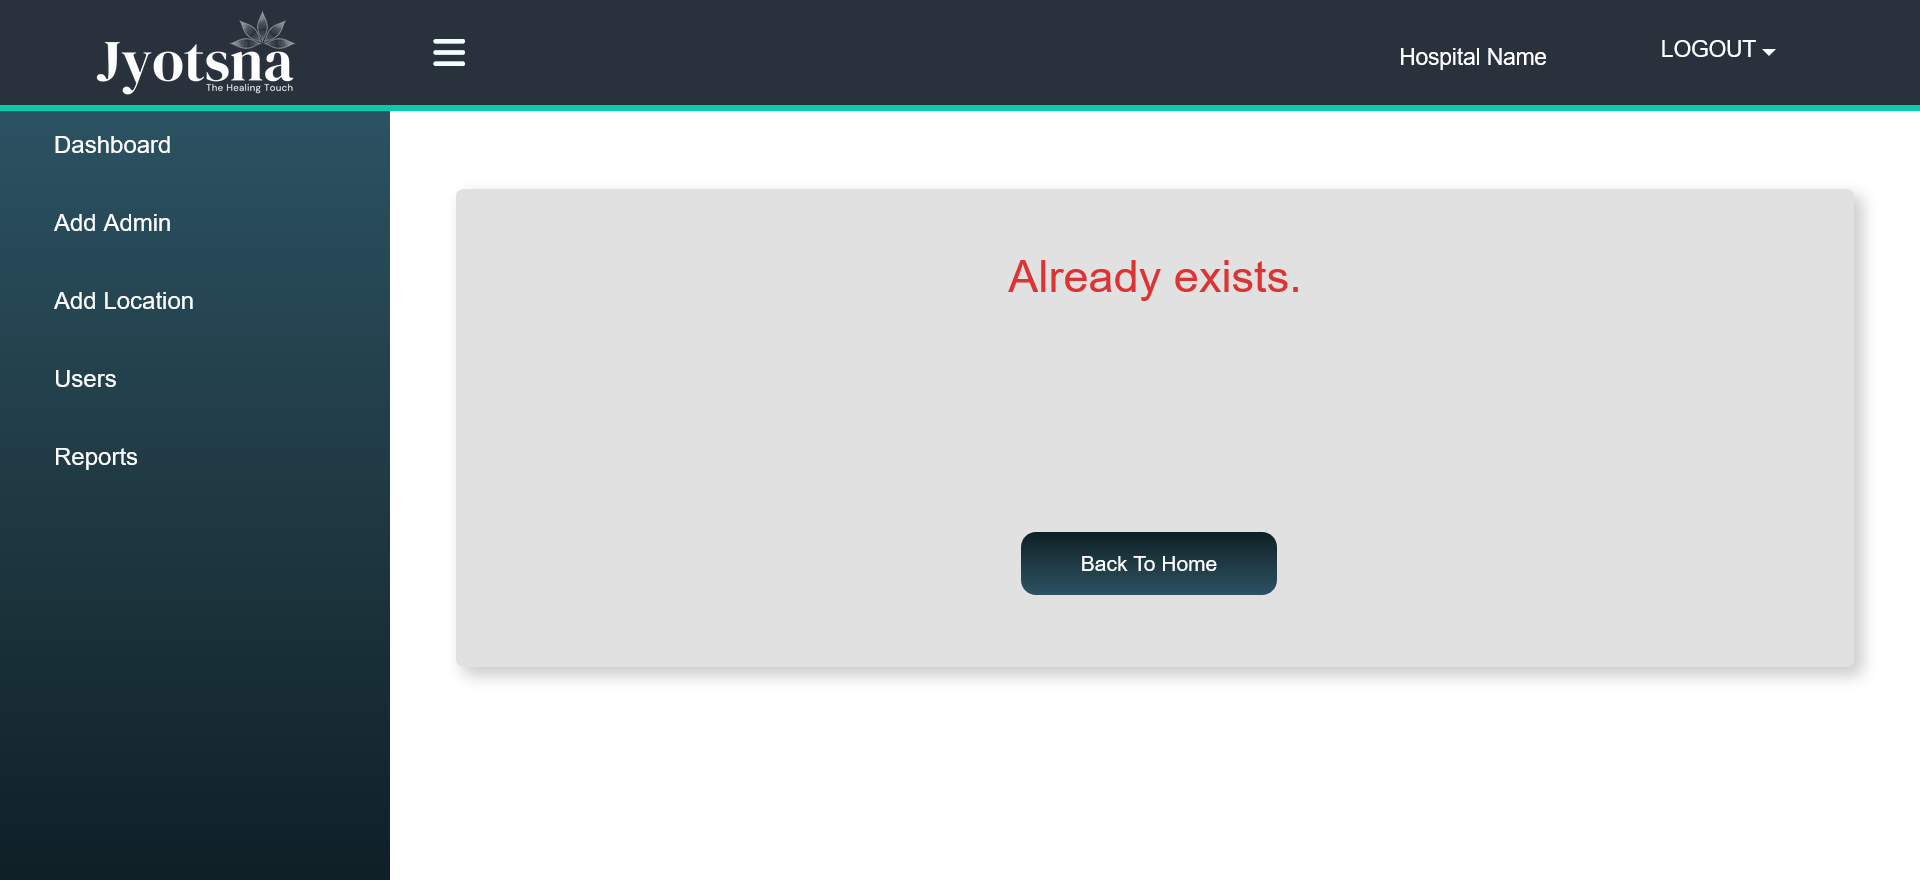 Jyotsna
The Healing Touch
Hospital Name
LOGOUT
Dashboard
Add Admin
Add Location
Users
Reports
Already exists.
Back To Home